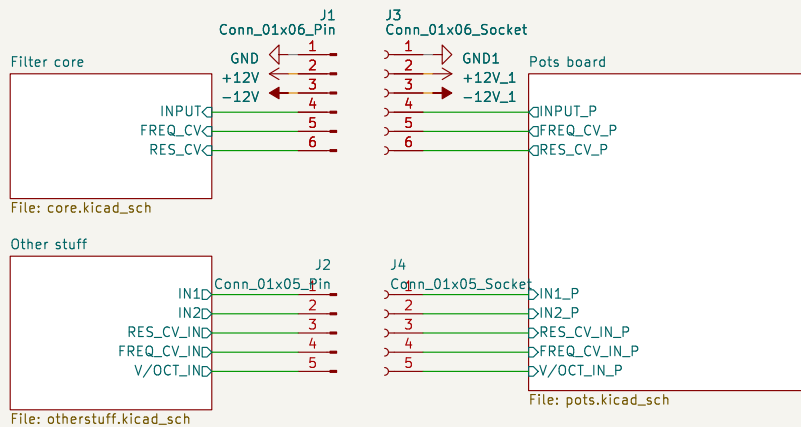 J1
Conn_01x06_Pin
J3
Conn_01x06_Socket
Filter core
GND 1
+12V 2
-12V 3
INPUT 4
FREQ_CV 5
RES_CV 6
File: core.kicad_sch
1 GND1
2 +12V_1
3 -12V_1
4 INPUT_P
5 FREQ_CV_P
6 RES_CV_P
Pots board
Other stuff
J2
Conn_01x05_Pin
J4
Conn_01x05_Socket
IN1 1
IN2 2
RES_CV_IN 3
FREQ_CV_IN 4
V/OCT_IN 5
File: otherstuff.kicad_sch
1 IN1_P
2 IN2_P
3 RES_CV_IN_P
4 FREQ_CV_IN_P
5 V/OCT_IN_P
File: pots.kicad_sch